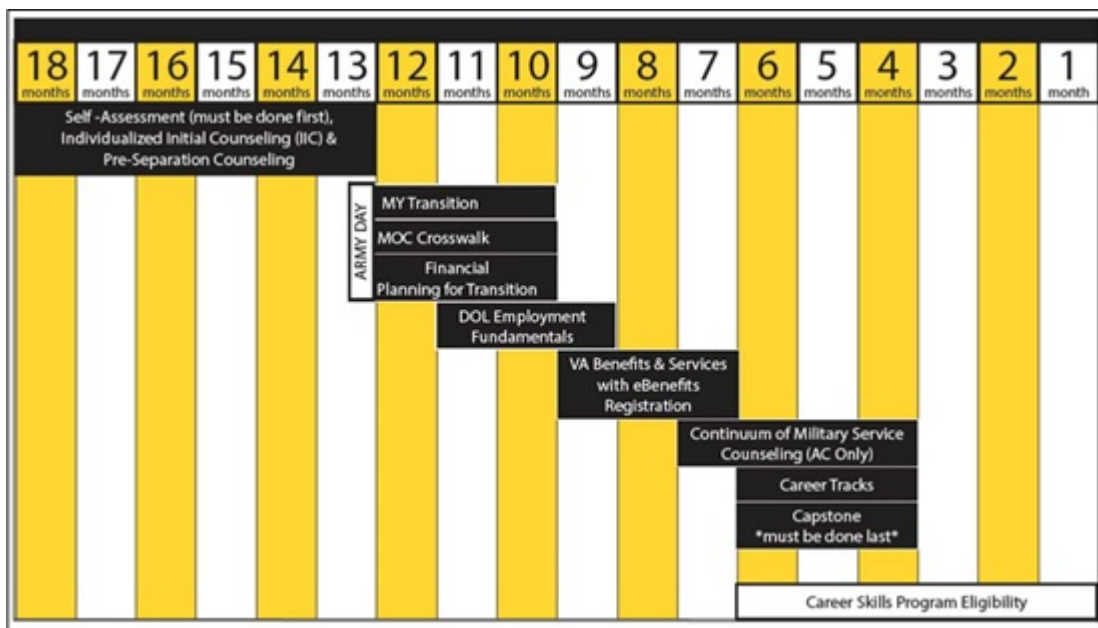 18 17 16 15 14 13 12 11 10 9 8 7 6 5 4 3 2 1
months months months months months months months months months months months months months months months months months month
Self -Assessment (must be done first),
Individualized Initial Counseling (IIC) &
Pre-Separation Counseling
ARMY DAY
MY Transition
MOC Crosswalk
Financial
Planning for Transition
DOL Employment
Fundamentals
VA Benefits & Services
with eBenefits
Registration
Continuum of Military Service
Counseling (AC Only)
Career Tracks
Capstone
*must be done last*
Career Skills Program Eligibility